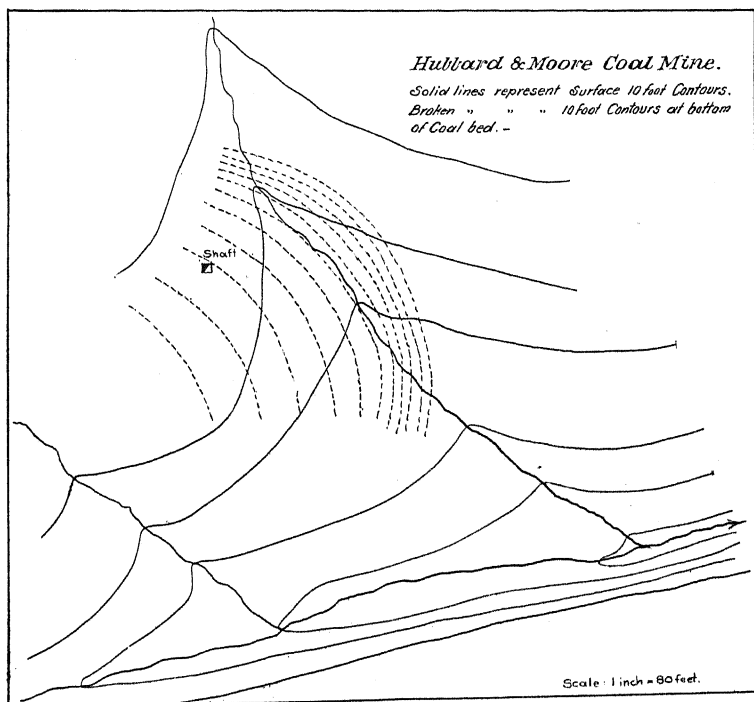 Hubbard & Moore Coal Mine.
Solid lines represent Surface 10 foot Contours.
Broken " " " 10 foot Contours at bottom
of Coal bed. -
Shaft
Scale: 1 inch = 80 feet.